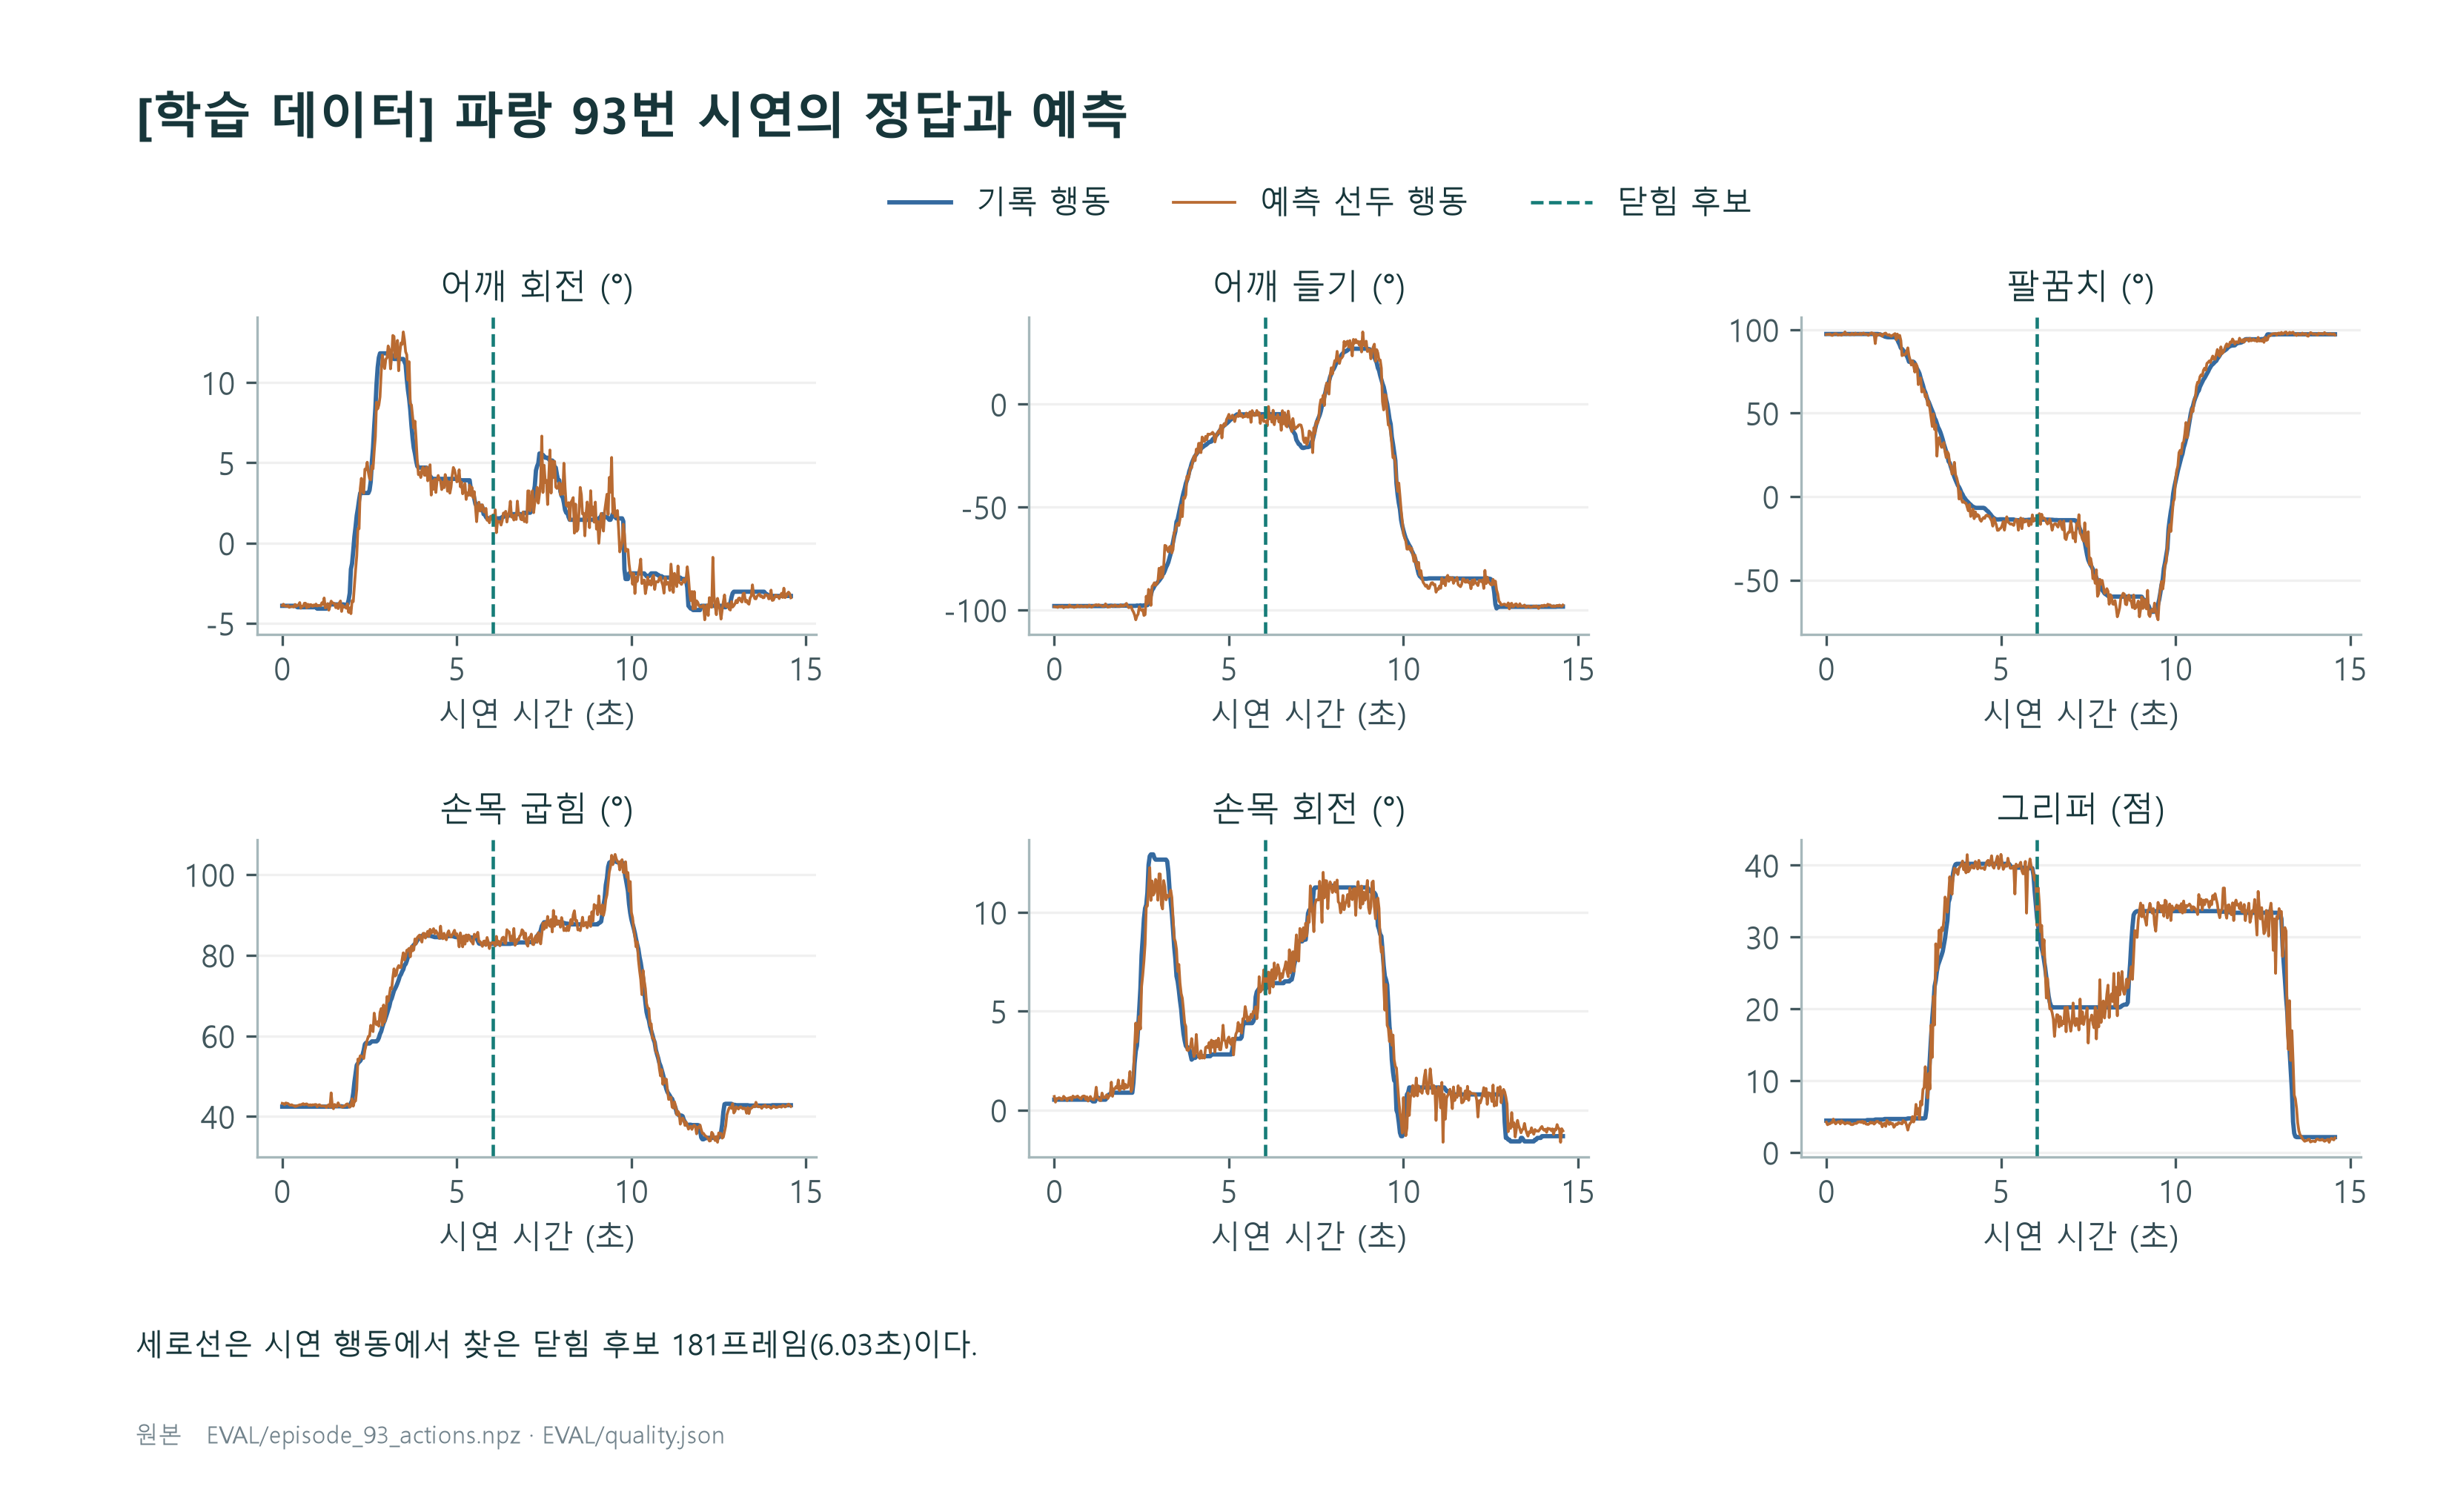 [학습 데이터] 파랑 93번 시연의 정답과 예측
기록 행동 예측 선두 행동 닫힘 후보
어깨 회전 (°) 어깨 들기 (°) 팔꿈치 (°)
10
5
0
-5
0 5 10 15
시연 시간 (초)
0
-50
-100
0 5 10 15
시연 시간 (초)
100
50
0
-50
0 5 10 15
시연 시간 (초)
손목 굽힘 (°) 손목 회전 (°) 그리퍼 (점)
100
80
60
40
0 5 10 15
시연 시간 (초)
10
5
0
0 5 10 15
시연 시간 (초)
40
30
20
10
0
0 5 10 15
시연 시간 (초)
세로선은 시연 행동에서 찾은 닫힘 후보 181프레임(6.03초)이다.
원본 EVAL/episode_93_actions.npz · EVAL/quality.json